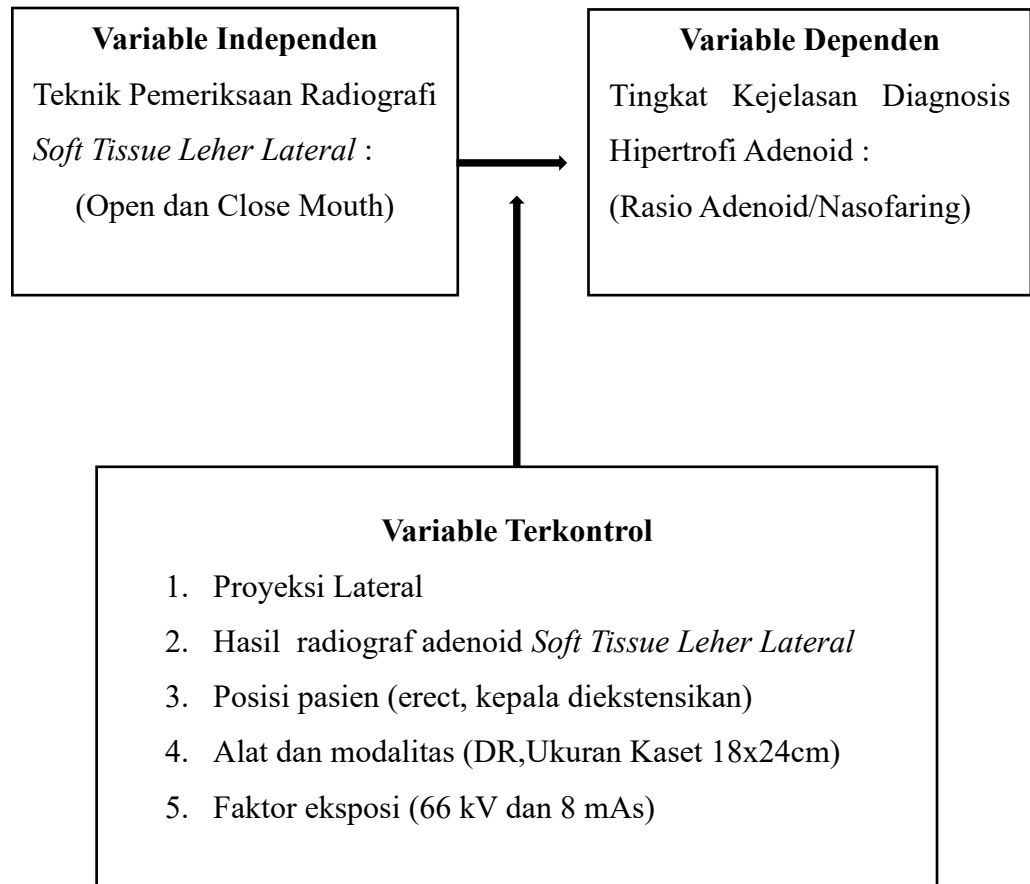 Variable Independen
Teknik Pemeriksaan Radiografi
Soft Tissue Leher Lateral :
(Open dan Close Mouth)
Variable Dependen
Tingkat Kejelasan Diagnosis
Hipertrofi Adenoid :
(Rasio Adenoid/Nasofaring)
Variable Terkontrol
1. Proyeksi Lateral
2. Hasil radiograf adenoid Soft Tissue Leher Lateral
3. Posisi pasien (erect, kepala diekstensikan)
4. Alat dan modalitas (DR,Ukuran Kaset 18x24cm)
5. Faktor eksposi (66 kV dan 8 mAs)